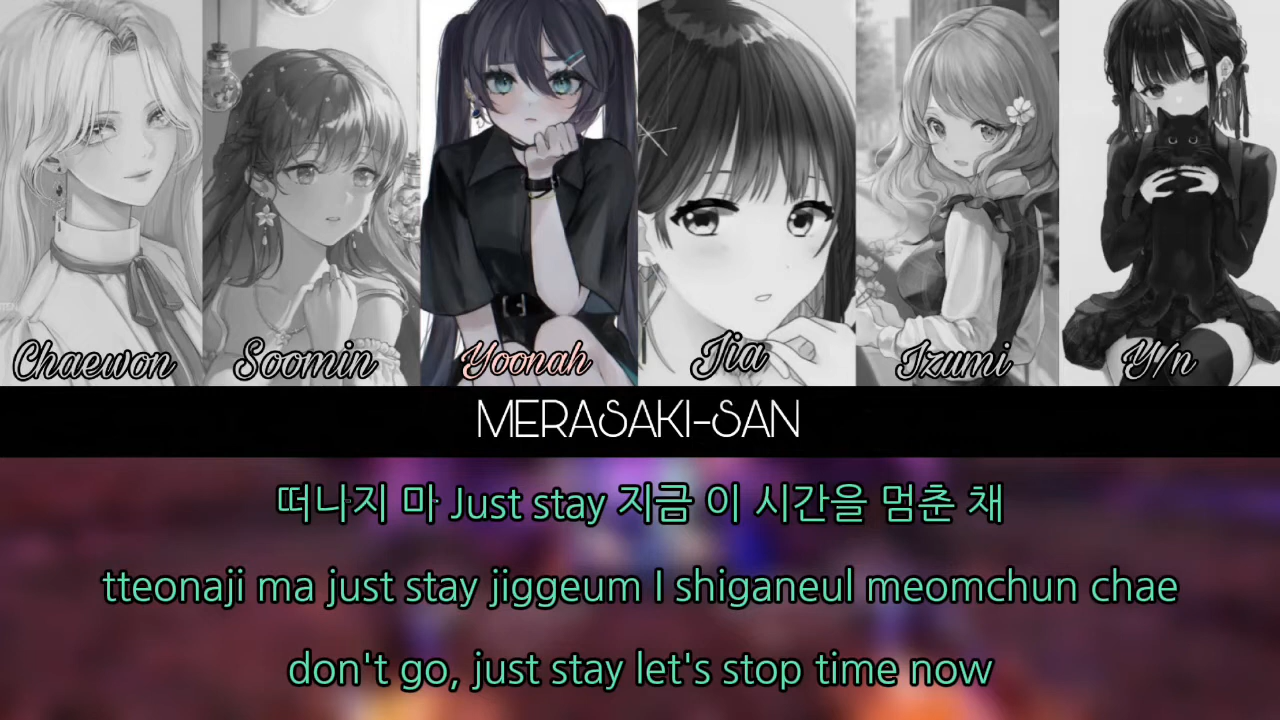 Chaewon Soomin Yoonah Jia Izumi Y/n
MERASAKI-SAN
떠나지 마 Just stay 지금 이 시간을 멈춘 채
tteonaji ma just stay jiggeum I shiganeul meomchun chae
don't go, just stay let's stop time now